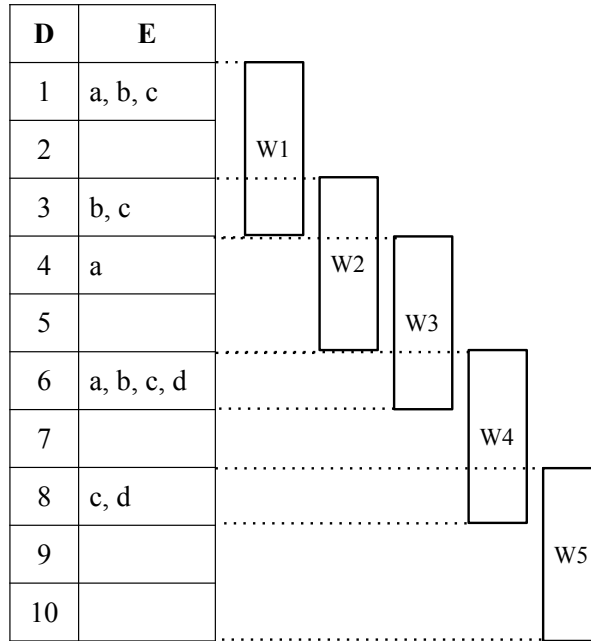 D E
1 a, b, c
2 W1
3 b, c
4 a W2
5 W3
6 a, b, c, d
7 W4
8 c, d
9 W5
10